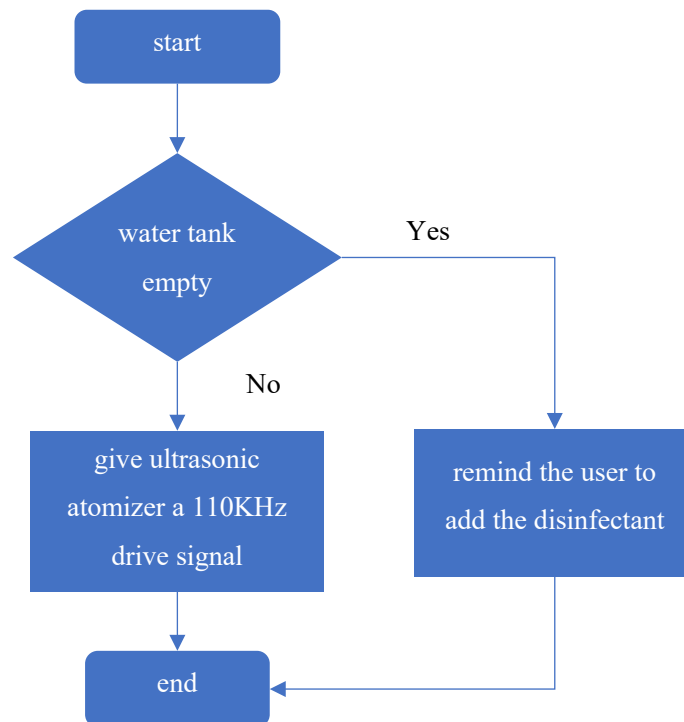 start
water tank
empty
Yes
No
give ultrasonic
atomizer a 110KHz
drive signal
remind the user to
add the disinfectant
end